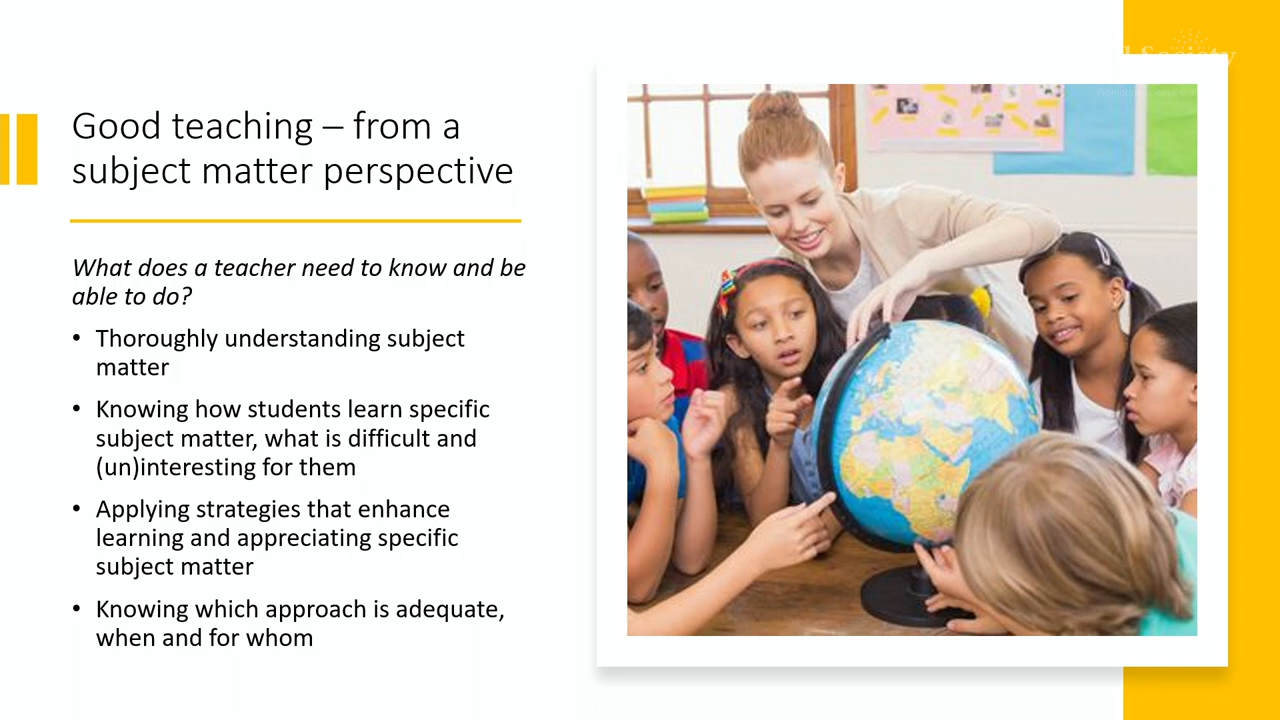 Good teaching – from a
subject matter perspective
What does a teacher need to know and be
able to do?
• Thoroughly understanding subject
matter
• Knowing how students learn specific
subject matter, what is difficult and
(un)interesting for them
• Applying strategies that enhance
learning and appreciating specific
subject matter
• Knowing which approach is adequate,
when and for whom
Society